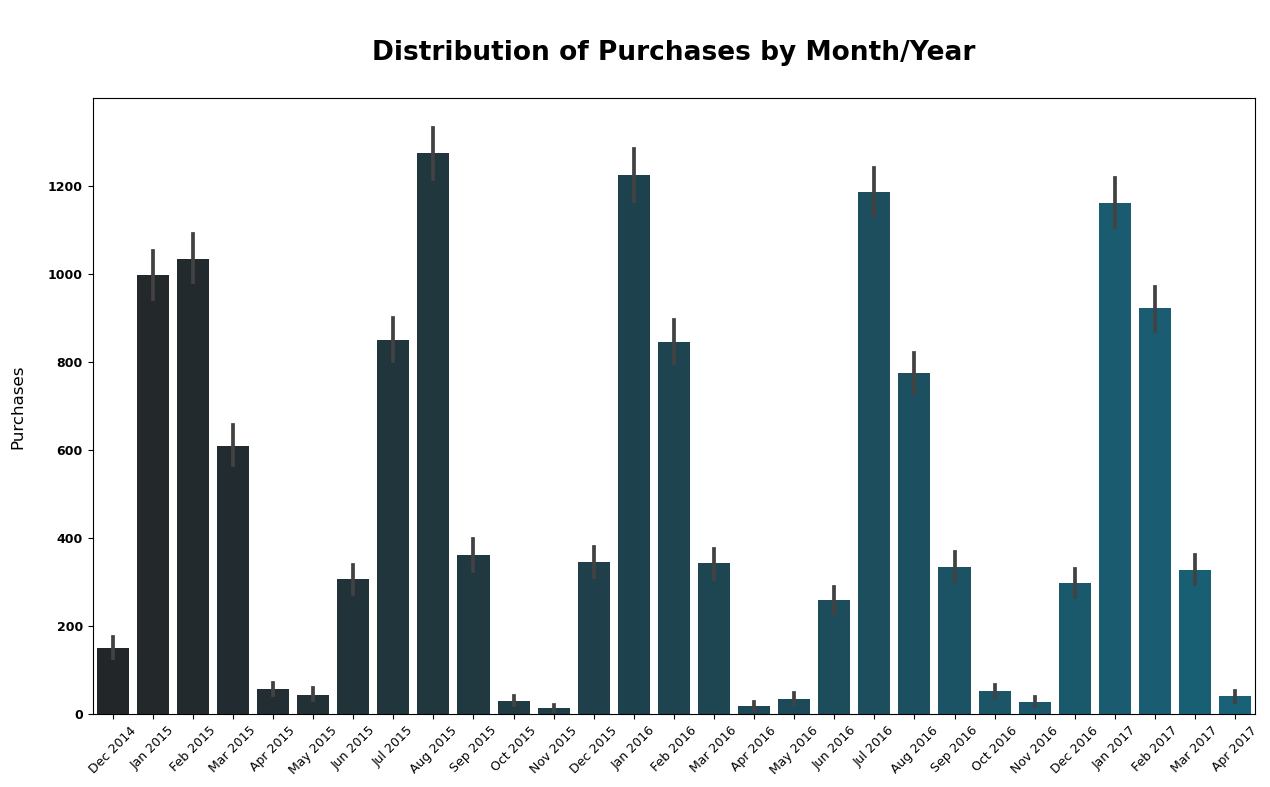 Distribution of Purchases by Month/Year
Purchases
1200
1000
800
600
400
200
0
Dec 2014
Jan 2015
Feb 2015
Mar 2015
Apr 2015
May 2015
Jun 2015
Jul 2015
Aug 2015
Sep 2015
Oct 2015
Nov 2015
Dec 2015
Jan 2016
Feb 2016
Mar 2016
Apr 2016
May 2016
Jun 2016
Jul 2016
Aug 2016
Sep 2016
Oct 2016
Nov 2016
Dec 2016
Jan 2017
Feb 2017
Mar 2017
Apr 2017